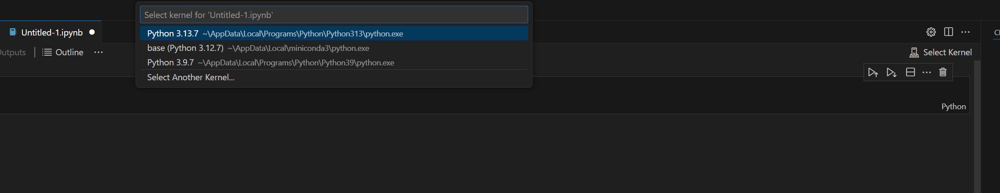 Select kernel for 'Untitled-1.ipynb'
Untitled-1.ipynb
Python 3.13.7 ~\AppData\Local\Programs\Python\Python313\python.exe
base (Python 3.12.7) ~\AppData\Local\miniconda3\python.exe
Outline
Select Kernel
Python 3.9.7 ~\AppData\Local\Programs\Python\Python39\python.exe
Select Another Kernel...
Python